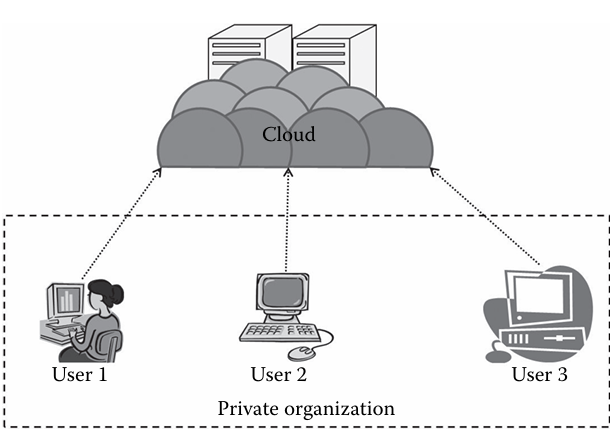 Cloud
User 1
User 2
User 3
Private organization